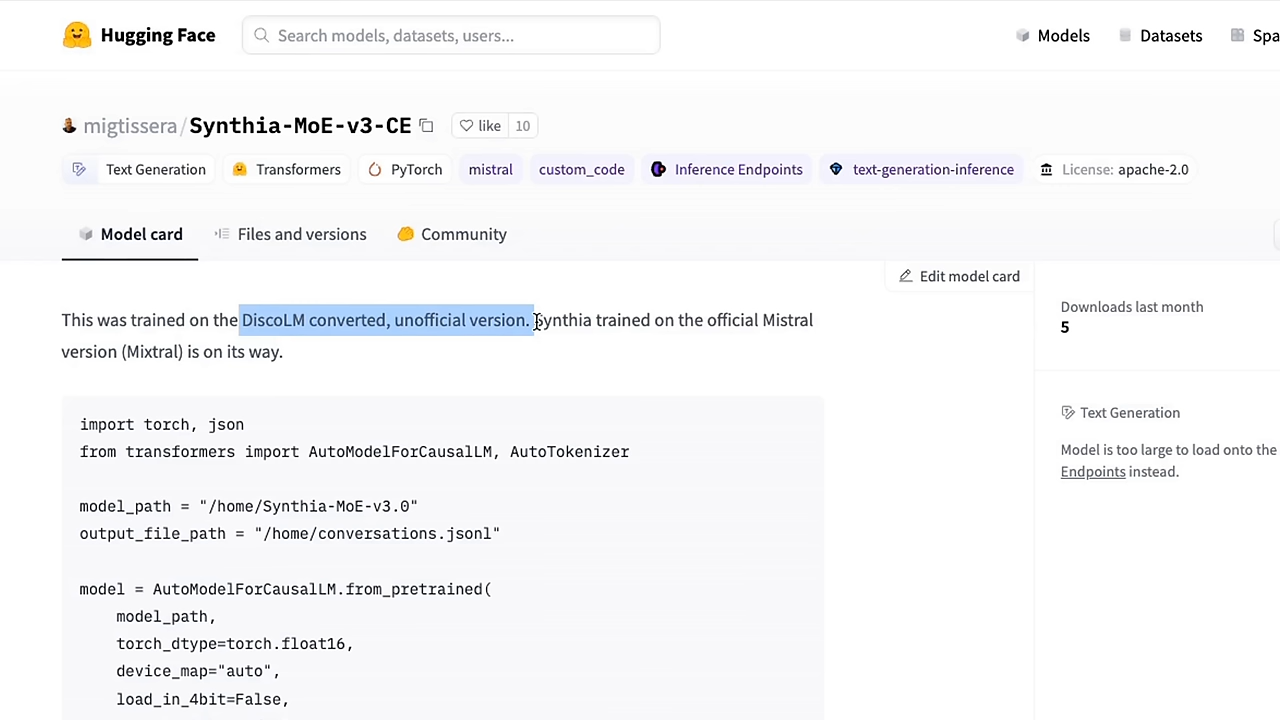 Hugging Face
Search models, datasets, users...
Models
Datasets
Spa
migtissera/Synthia-MoE-v3-CE
like 10
Text Generation
Transformers
PyTorch
mistral
custom_code
Inference Endpoints
text-generation-inference
License: apache-2.0
Model card
Files and versions
Community
Edit model card
This was trained on the DiscoLM converted, unofficial version. Synthia trained on the official Mistral
version (Mixtral) is on its way.
import torch, json
from transformers import AutoModelForCausalLM, AutoTokenizer
model_path = "/home/Synthia-MoE-v3.0"
output_file_path = "/home/conversations.jsonl"
model = AutoModelForCausalLM.from_pretrained(
    model_path,
    torch_dtype=torch.float16,
    device_map="auto",
    load_in_4bit=False,
Downloads last month
5
Text Generation
Model is too large to load onto the
Endpoints instead.